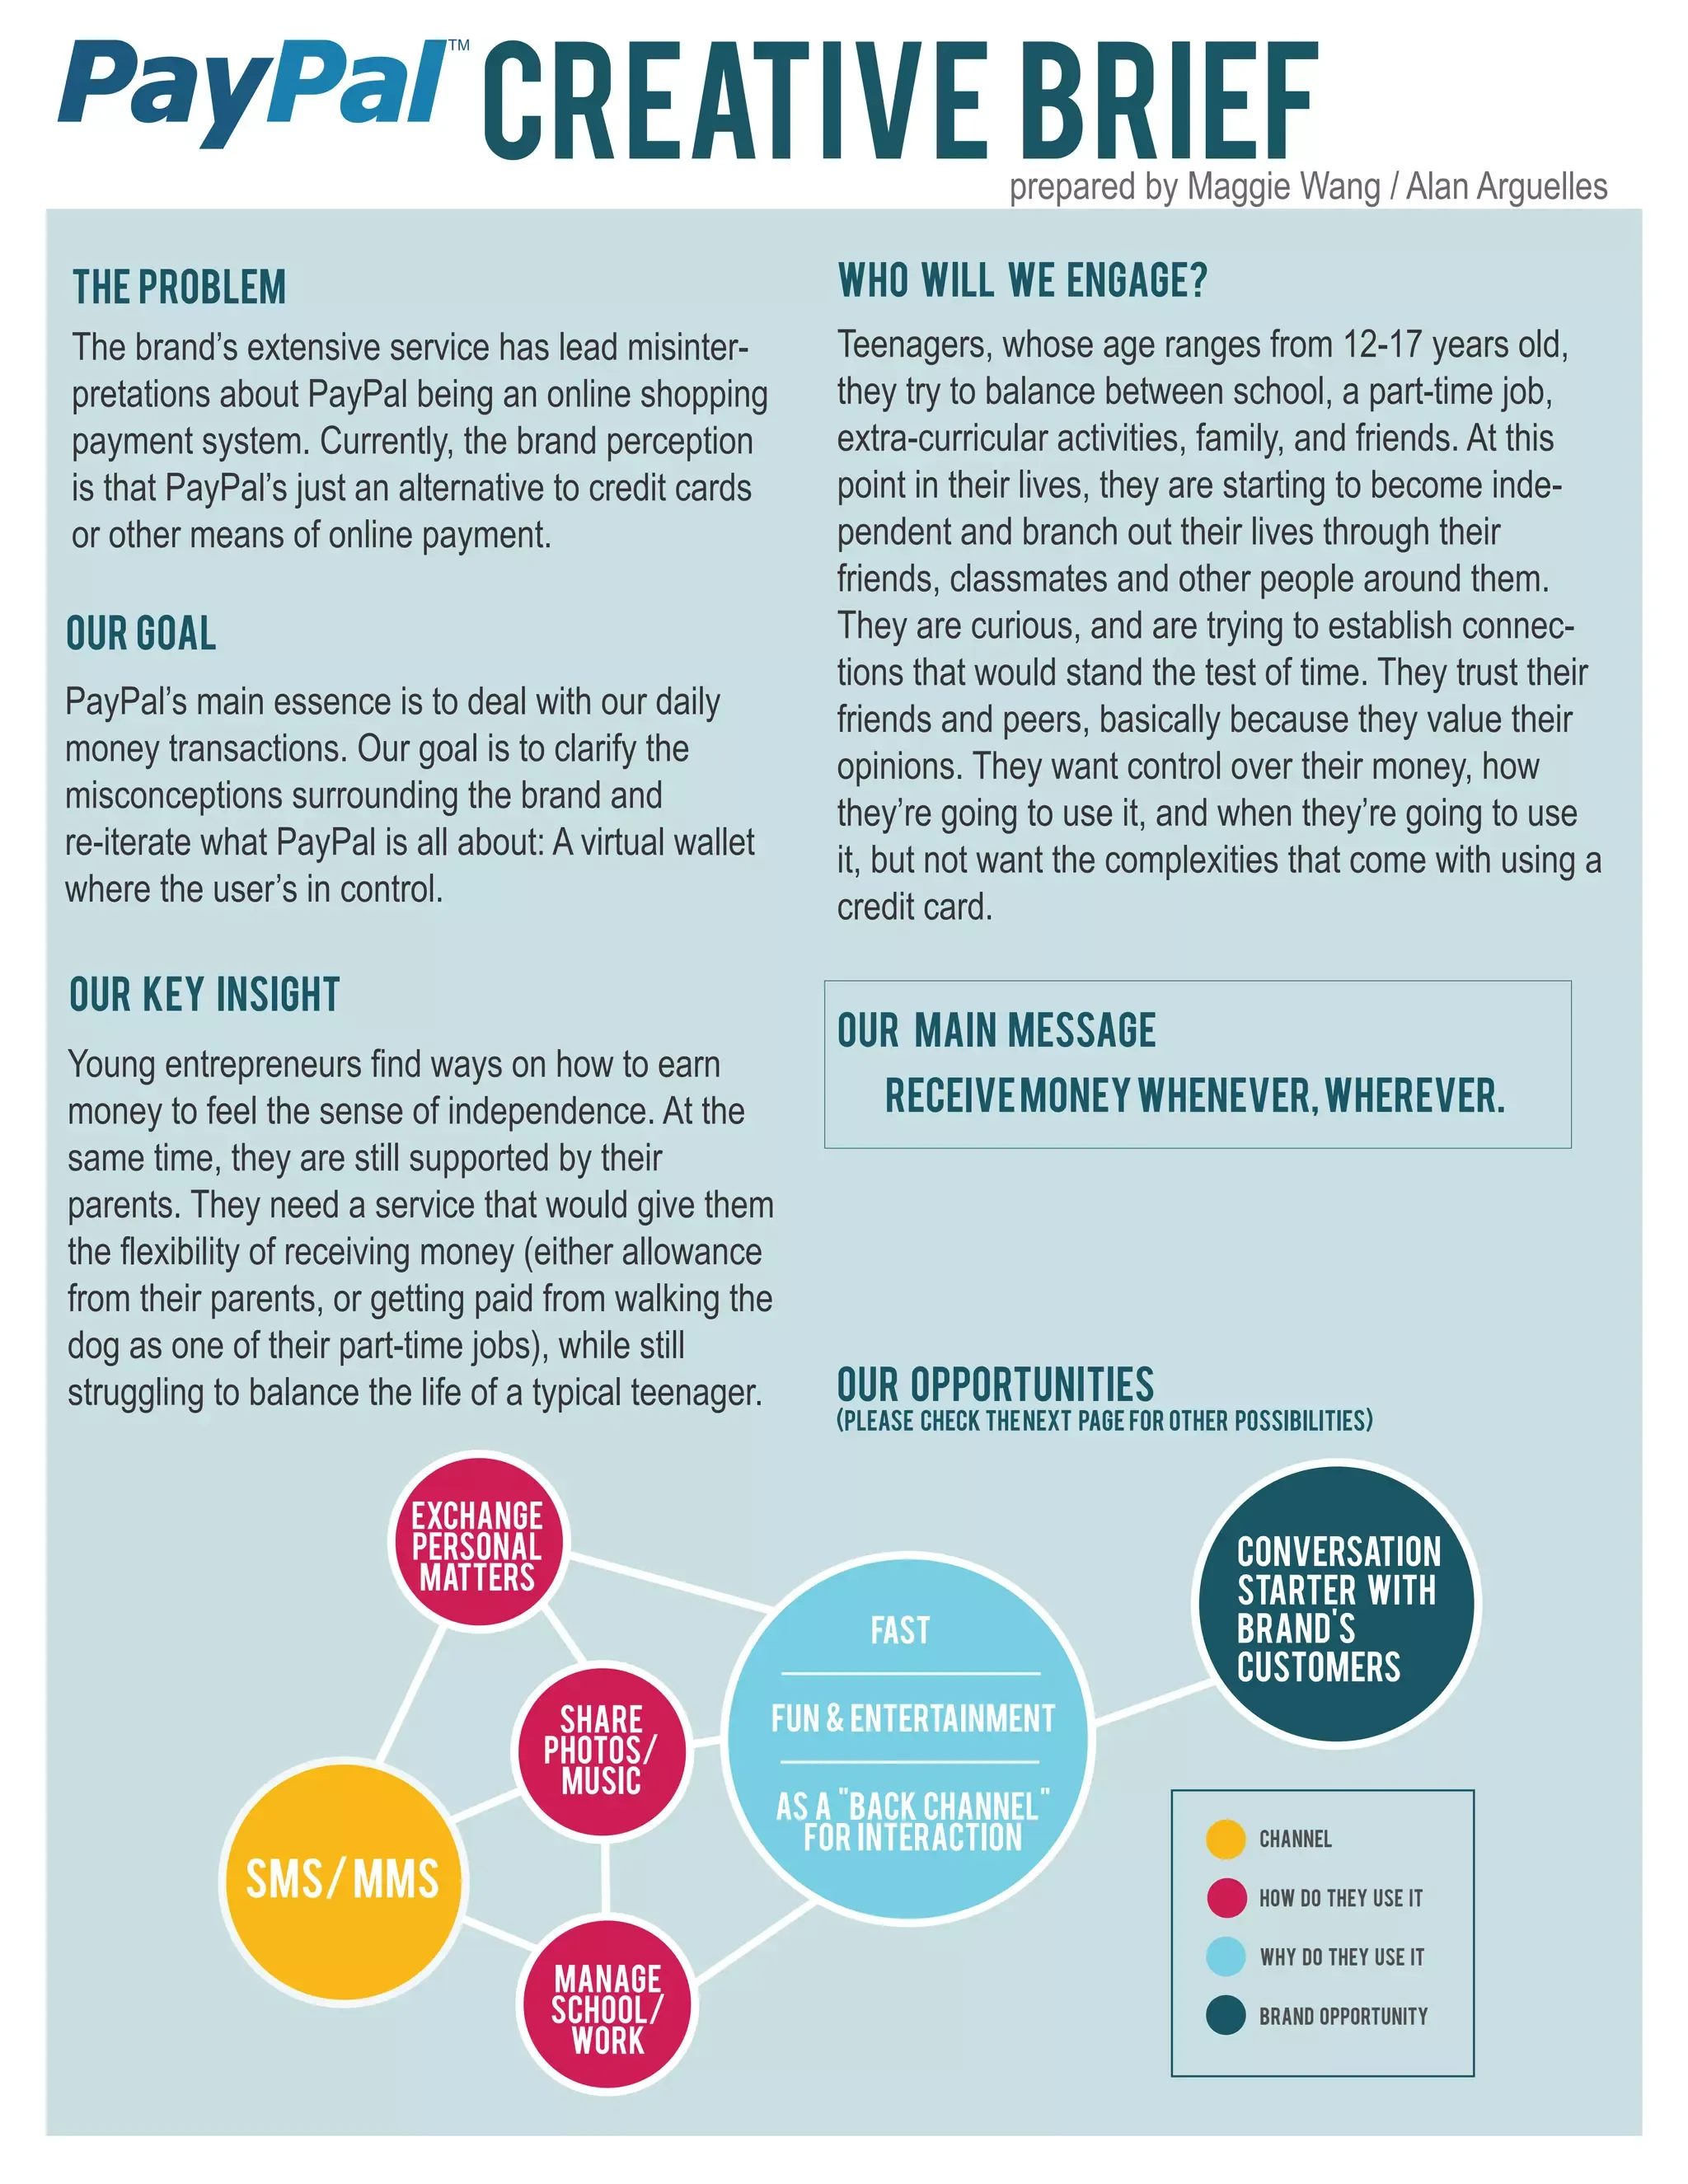 PayPal™ CREATIVE BRIEF
prepared by Maggie Wang / Alan Arguelles
THE PROBLEM
The brand's extensive service has lead misinter-
pretations about PayPal being an online shopping
payment system. Currently, the brand perception
is that PayPal's just an alternative to credit cards
or other means of online payment.
OUR GOAL
PayPal's main essence is to deal with our daily
money transactions. Our goal is to clarify the
misconceptions surrounding the brand and
re-iterate what PayPal is all about: A virtual wallet
where the user's in control.
OUR KEY INSIGHT
Young entrepreneurs find ways on how to earn
money to feel the sense of independence. At the
same time, they are still supported by their
parents. They need a service that would give them
the flexibility of receiving money (either allowance
from their parents, or getting paid from walking the
dog as one of their part-time jobs), while still
struggling to balance the life of a typical teenager.
WHO WILL WE ENGAGE?
Teenagers, whose age ranges from 12-17 years old,
they try to balance between school, a part-time job,
extra-curricular activities, family, and friends. At this
point in their lives, they are starting to become inde-
pendent and branch out their lives through their
friends, classmates and other people around them.
They are curious, and are trying to establish connec-
tions that would stand the test of time. They trust their
friends and peers, basically because they value their
opinions. They want control over their money, how
they're going to use it, and when they're going to use
it, but not want the complexities that come with using a
credit card.
OUR MAIN MESSAGE
RECEIVE MONEY WHENEVER, WHEREVER.
OUR OPPORTUNITIES
(PLEASE CHECK THE NEXT PAGE FOR OTHER POSSIBILITIES)
EXCHANGE
PERSONAL
MATTERS
SHARE
PHOTOS/
MUSIC
SMS/MMS
MANAGE
SCHOOL/
WORK
FAST
FUN & ENTERTAINMENT
AS A "BACK CHANNEL"
FOR INTERACTION
CONVERSATION
STARTER WITH
BRAND'S
CUSTOMERS
CHANNEL
HOW DO THEY USE IT
WHY DO THEY USE IT
BRAND OPPORTUNITY